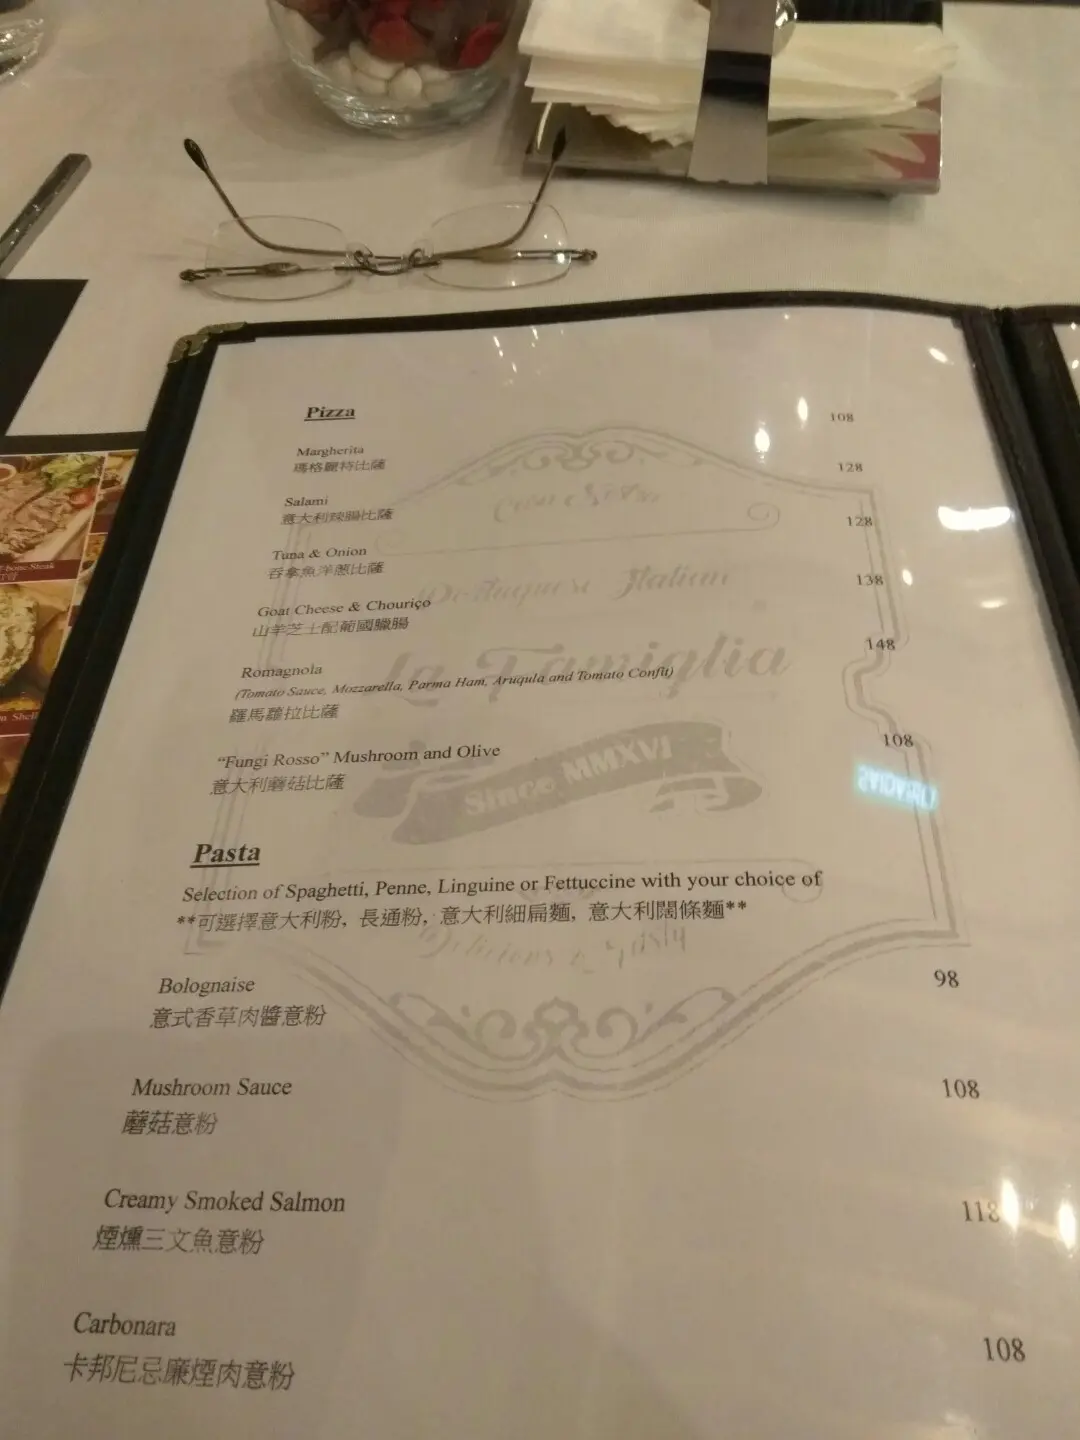 Pizza
Margherita 108
瑪格麗特比薩
Salami 128
意大利辣腸比薩
Tuna & Onion 128
吞拿魚洋蔥比薩
Goat Cheese & Chouriço 138
山羊芝士配葡國臘腸
Romagnola 148
(Tomato Sauce, Mozzarella, Parma Ham, Aruqula and Tomato Confit)
羅馬蘿拉比薩
“Fungi Rosso” Mushroom and Olive 108
意大利蘑菇比薩
Pasta
Selection of Spaghetti, Penne, Linguine or Fettuccine with your choice of
**可選擇意大利粉, 長通粉, 意大利細扁麵, 意大利闊條麵**
Bolognaise 98
意式香草肉醬意粉
Mushroom Sauce 108
蘑菇意粉
Creamy Smoked Salmon 118
煙燻三文魚意粉
Carbonara 108
卡邦尼忌廉煙肉意粉
Italian
La Famiglia
Since MMXVI